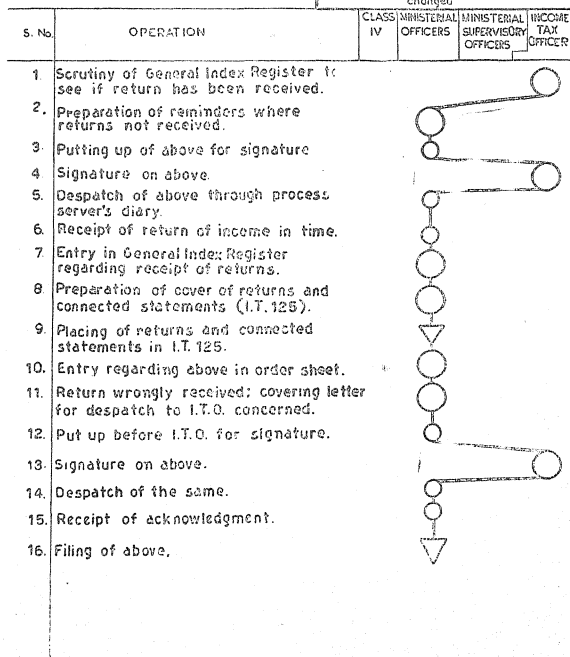 changed
S. No. OPERATION CLASS IV MINISTERIAL OFFICERS MINISTERIAL SUPERVISORY OFFICERS INCOME TAX OFFICER
1. Scrutiny of General Index Register to
see if return has been received.
2. Preparation of reminders where
returns not received.
3. Putting up of above for signature
4. Signature on above.
5. Despatch of above through process
server's diary.
6. Receipt of return of income in time.
7. Entry in General Index Register
regarding receipt of returns.
8. Preparation of cover of returns and
connected statements (I.T. 125).
9. Placing of returns and connected
statements in I.T. 125.
10. Entry regarding above in order sheet.
11. Return wrongly received; covering letter
for despatch to I.T.O. concerned.
12. Put up before I.T.O. for signature.
13. Signature on above.
14. Despatch of the same.
15. Receipt of acknowledgment.
16. Filing of above.